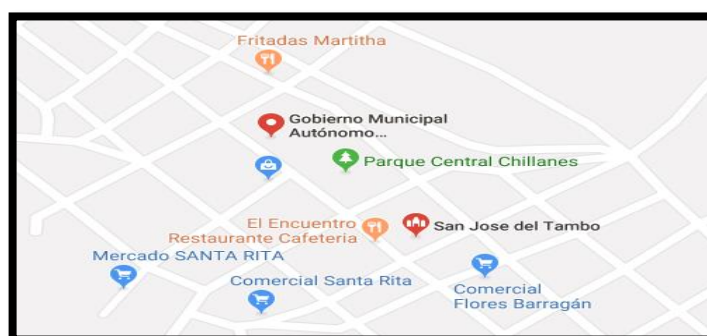 Fritadas Martitha
Gobierno Municipal
Autónomo...
Parque Central Chillanes
El Encuentro
Restaurante Cafeteria
San Jose del Tambo
Mercado SANTA RITA
Comercial Santa Rita
Comercial
Flores Barragán